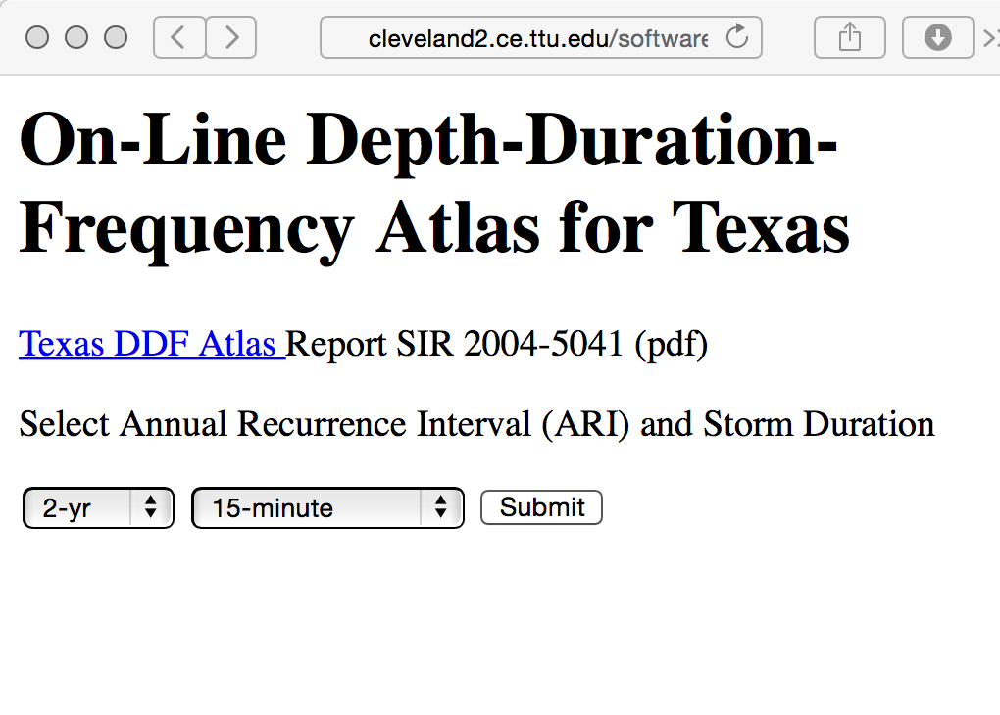 cleveland2.ce.ttu.edu/software
On-Line Depth-Duration-
Frequency Atlas for Texas
Texas DDF Atlas Report SIR 2004-5041 (pdf)
Select Annual Recurrence Interval (ARI) and Storm Duration
2-yr 15-minute Submit